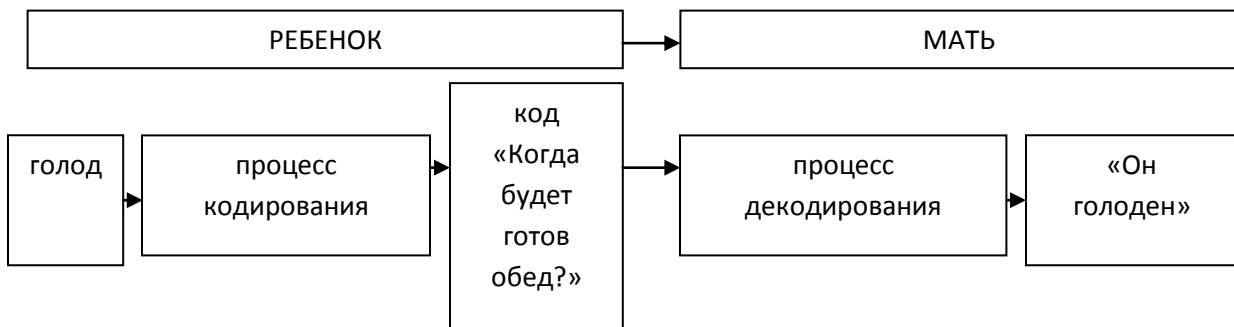 РЕБЕНОК
МАТЬ
голод
процесс
кодирования
код
«Когда
будет
готов
обед?»
процесс
декодирования
«Он
голоден»